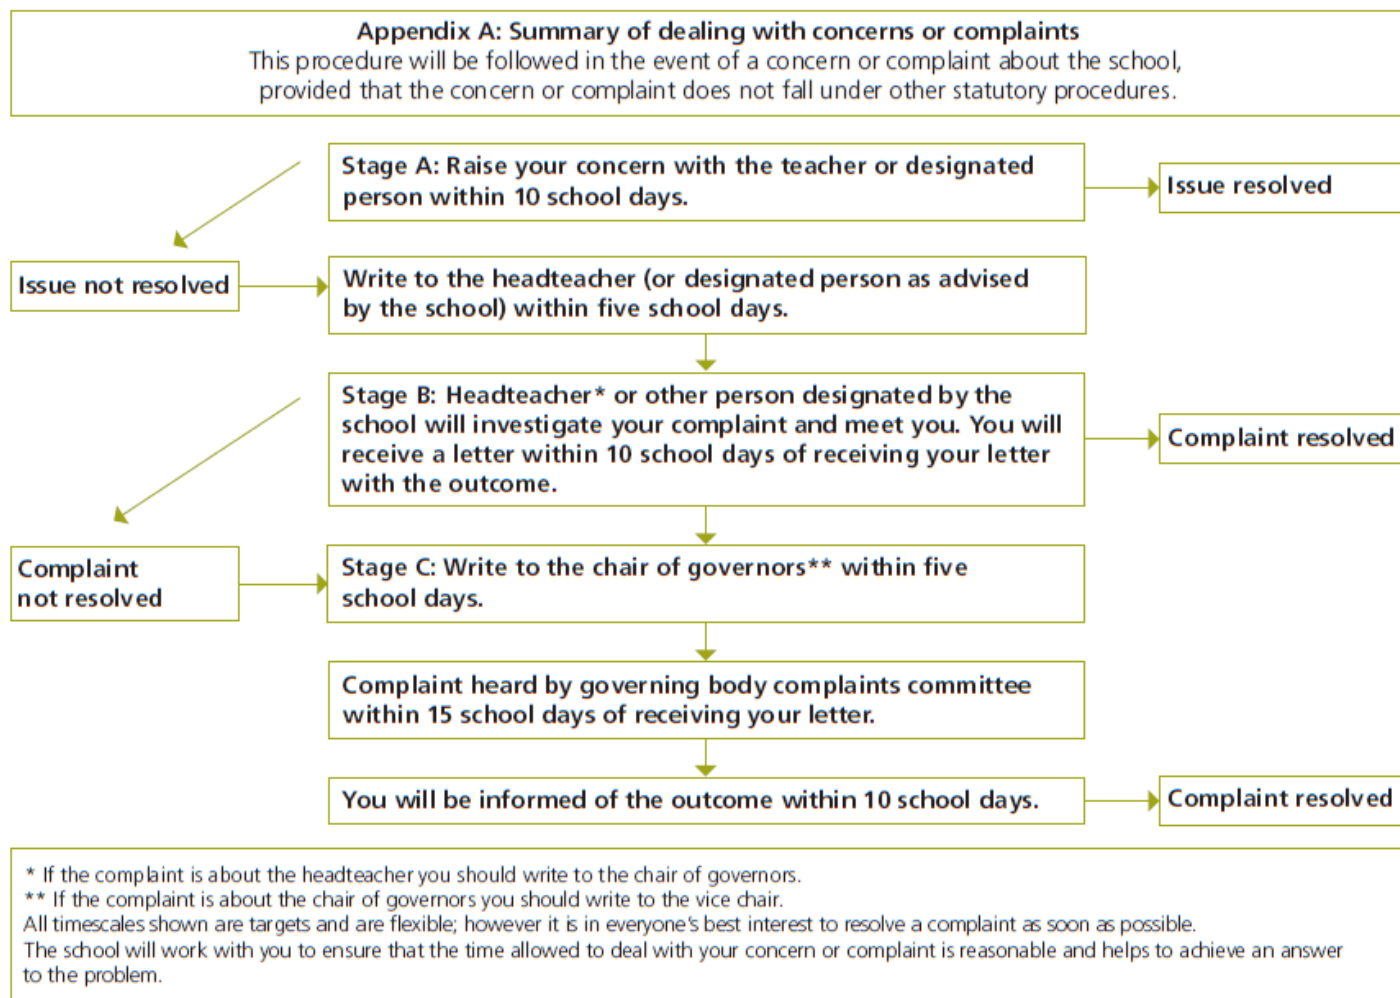 Appendix A: Summary of dealing with concerns or complaints
This procedure will be followed in the event of a concern or complaint about the school,
provided that the concern or complaint does not fall under other statutory procedures.
Stage A: Raise your concern with the teacher or designated
person within 10 school days.
Issue resolved
Issue not resolved
Write to the headteacher (or designated person as advised
by the school) within five school days.
Stage B: Headteacher* or other person designated by the
school will investigate your complaint and meet you. You will
receive a letter within 10 school days of receiving your letter
with the outcome.
Complaint resolved
Complaint
not resolved
Stage C: Write to the chair of governors** within five
school days.
Complaint heard by governing body complaints committee
within 15 school days of receiving your letter.
You will be informed of the outcome within 10 school days.
Complaint resolved
* If the complaint is about the headteacher you should write to the chair of governors.
** If the complaint is about the chair of governors you should write to the vice chair.
All timescales shown are targets and are flexible; however it is in everyone's best interest to resolve a complaint as soon as possible.
The school will work with you to ensure that the time allowed to deal with your concern or complaint is reasonable and helps to achieve an answer
to the problem.